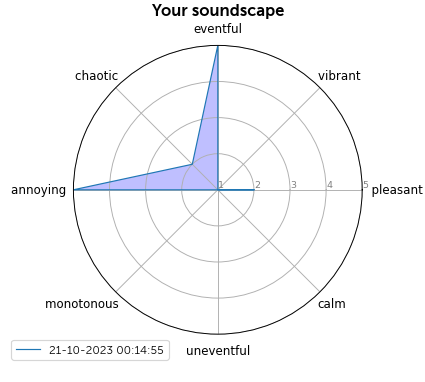 Your soundscape
eventful
chaotic
vibrant
annoying
1
2
3
4
5
pleasant
monotonous
calm
21-10-2023 00:14:55
uneventful